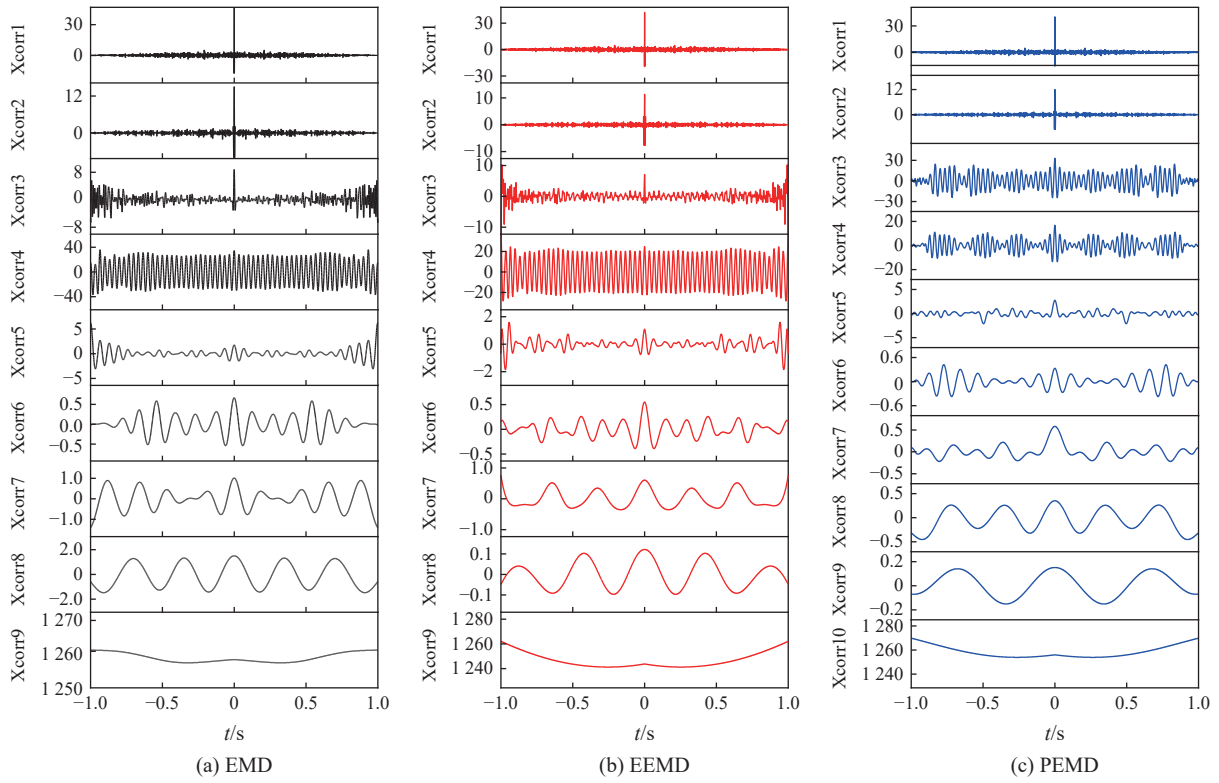 Xcorr1
30
0
Xcorr2
15
0
Xcorr3
8
0
−8
Xcorr4
40
0
−40
Xcorr5
5
0
−5
Xcorr6
0.5
0.0
−0.5
Xcorr7
1.0
0
−1.0
Xcorr8
2.0
0
−2.0
Xcorr9
1 270
1 260
1 250
−1.0 −0.5 0 0.5 1.0
t/s
(a) EMD
Xcorr1
30
0
−30
Xcorr2
10
0
−10
Xcorr3
10
0
−10
Xcorr4
20
0
−20
Xcorr5
2
0
−2
Xcorr6
0.5
0
−0.5
Xcorr7
1.0
0
−1.0
Xcorr8
0.1
0
−0.1
Xcorr9
1 280
1 260
1 240
−1.0 −0.5 0 0.5 1.0
t/s
(b) EEMD
Xcorr1
30
0
Xcorr2
12
0
Xcorr3
30
0
−30
Xcorr4
20
0
−20
Xcorr5
5
0
−5
Xcorr6
0.6
0
−0.6
Xcorr7
0.5
0
−0.5
Xcorr8
0.5
0
−0.5
Xcorr9
0.2
0
−0.2
Xcorr10
1 280
1 260
1 240
−1.0 −0.5 0 0.5 1.0
t/s
(c) PEMD